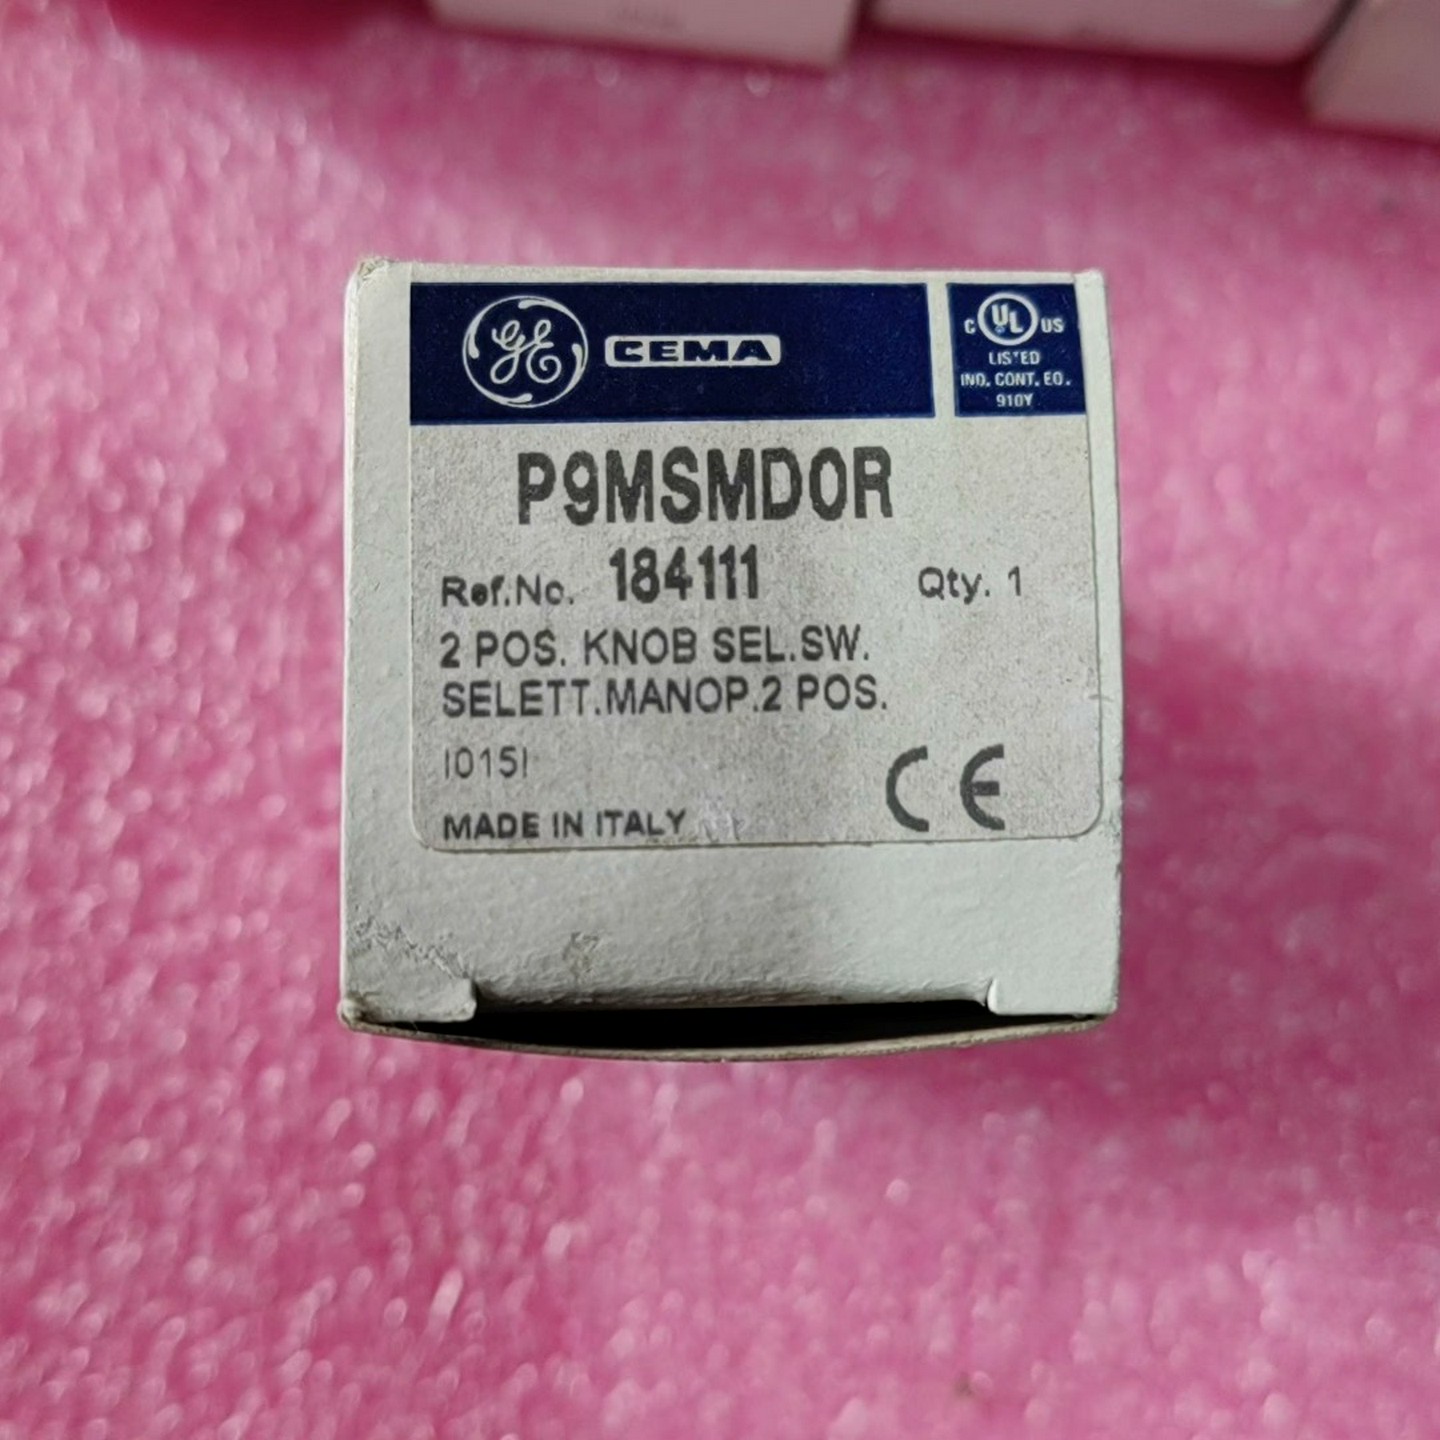 GE CEMA
C UL US
LISTED
IND. CONT. EQ.
910Y
P9MSMD0R
Ref.No. 184111 Qty. 1
2 POS. KNOB SEL.SW.
SELETT.MANOP.2 POS.
I015I
MADE IN ITALY CE